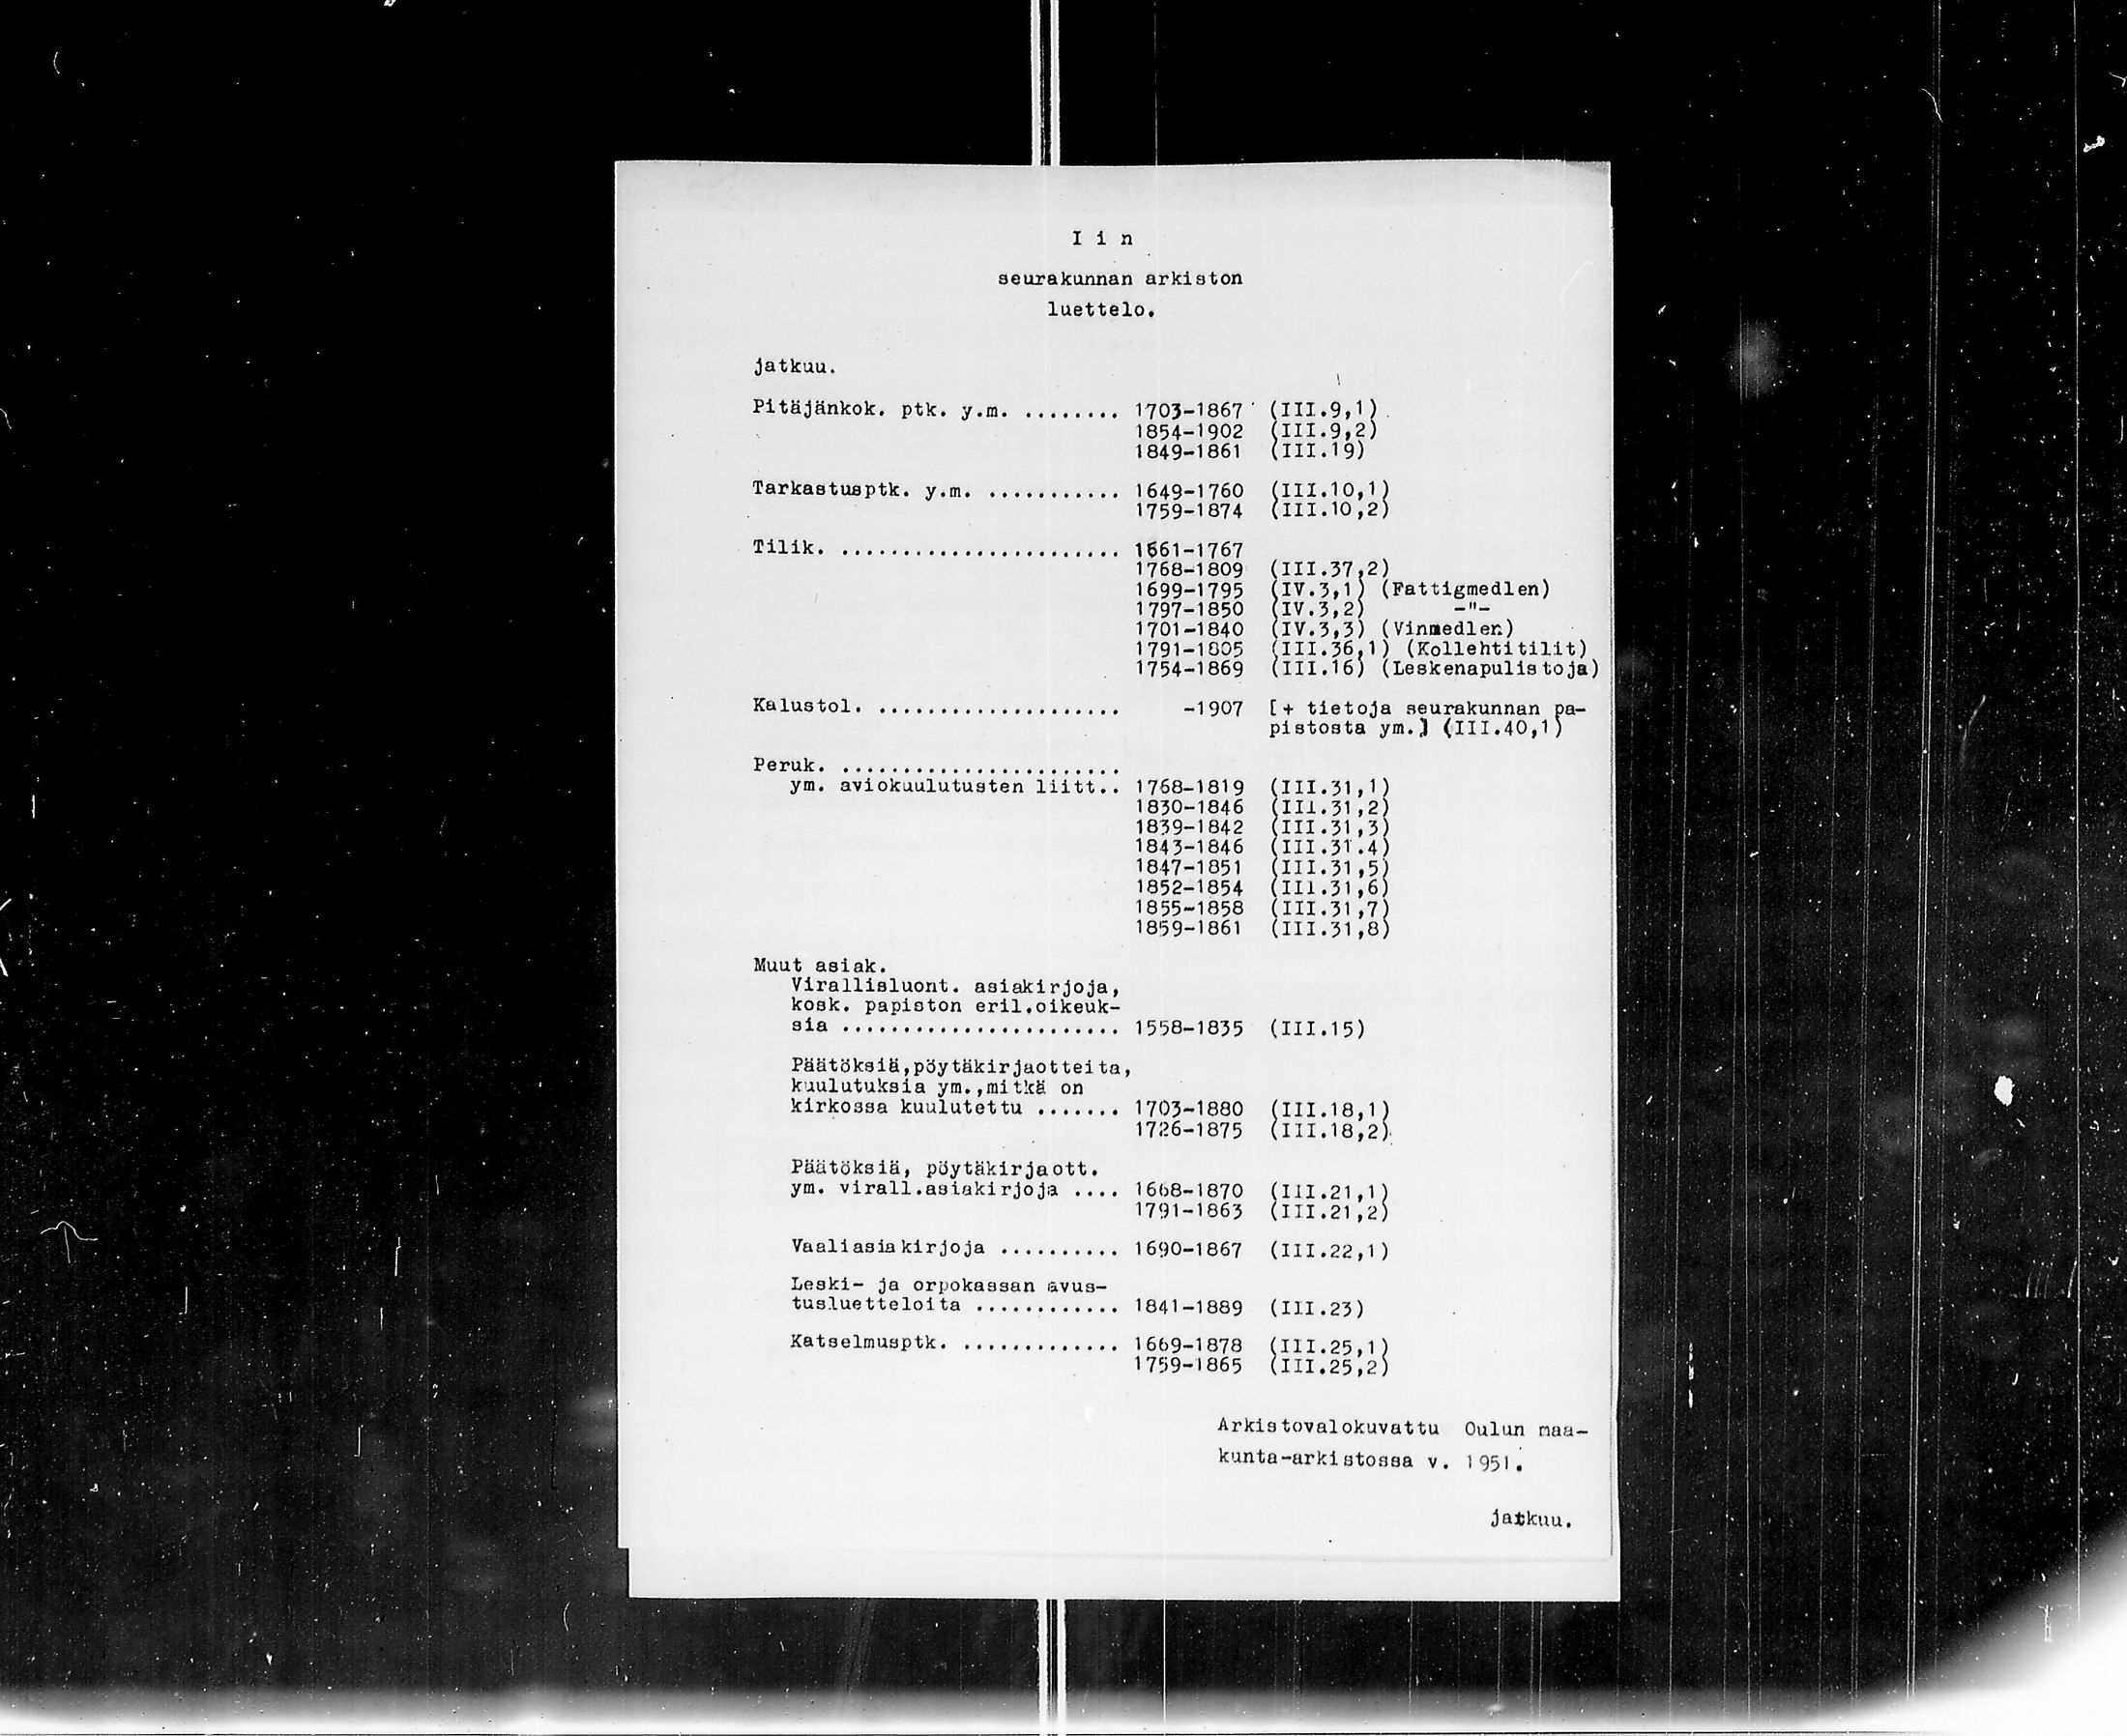 I i n
seurakunnan arkiston
luettelo.
jatkuu.
Pitäjänkok. ptk. y.m. ........ 1703-1867 (III.9,1)
1854-1902 (III.9,2)
1849-1861 (III.19)
Tarkastusptk. y.m. ........... 1649-1760 (III.10,1)
1759-1874 (III.10,2)
Tilik. ....................... 1661-1767
1768-1809 (III.37,2)
1699-1795 (IV.3,1) (Fattigmedlen)
1797-1850 (IV.3,2) -"-
1701-1840 (IV.3,3) (Vinmedlen)
1791-1805 (III.36,1) (Kollehtitilit)
1754-1869 (III.16) (Leskenapulistoja)
Kalustol. .................... -1907 [+ tietoja seurakunnan pa-
pistosta ym.] (III.40,1)
Peruk. .......................
ym. aviokuulutusten liitt.. 1768-1819 (III.31,1)
1830-1846 (III.31,2)
1839-1842 (III.31,3)
1843-1846 (III.31.4)
1847-1851 (III.31,5)
1852-1854 (III.31,6)
1855-1858 (III.31,7)
1859-1861 (III.31,8)
Muut asiak.
Virallisluont. asiakirjoja,
kosk. papiston eril.oikeuk-
sia ....................... 1558-1835 (III.15)
Päätöksiä,pöytäkirjaotteita,
kuulutuksia ym.,mitkä on
kirkossa kuulutettu ....... 1703-1880 (III.18,1)
1726-1875 (III.18,2)
Päätöksiä, pöytäkirjaott.
ym. virall.asiakirjoja .... 1668-1870 (III.21,1)
1791-1863 (III.21,2)
Vaaliasiakirjoja .......... 1690-1867 (III.22,1)
Leski- ja orpokassan avus-
tusluetteloita ............ 1841-1889 (III.23)
Katselmusptk. ............. 1669-1878 (III.25,1)
1759-1865 (III.25,2)
Arkistovalokuvattu Oulun maa-
kunta-arkistossa v. 1951.
jatkuu.